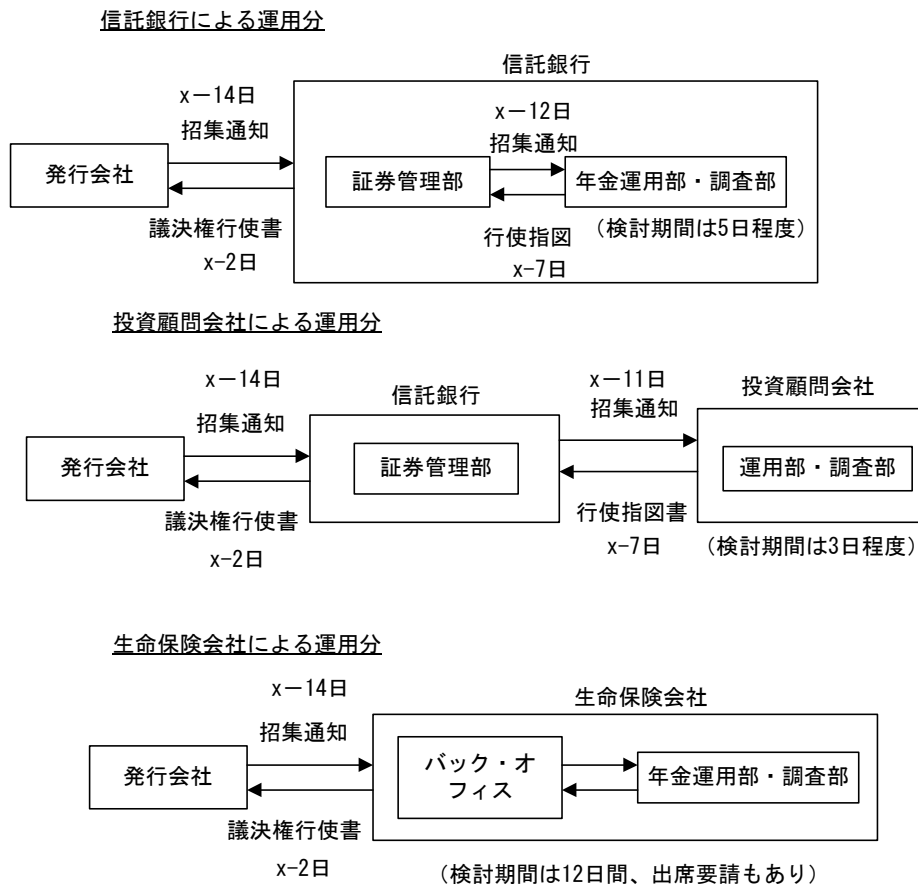 信託銀行による運用分
信託銀行
x－14日
招集通知
x－12日
招集通知
発行会社
証券管理部
年金運用部・調査部
議決権行使書
x-2日
行使指図
x-7日
（検討期間は5日程度）
投資顧問会社による運用分
x－14日
招集通知
信託銀行
x－11日
招集通知
投資顧問会社
発行会社
証券管理部
運用部・調査部
議決権行使書
x-2日
行使指図書
x-7日
（検討期間は3日程度）
生命保険会社による運用分
x－14日
招集通知
生命保険会社
発行会社
バック・オ
フィス
年金運用部・調査部
議決権行使書
x-2日
（検討期間は12日間、出席要請もあり）